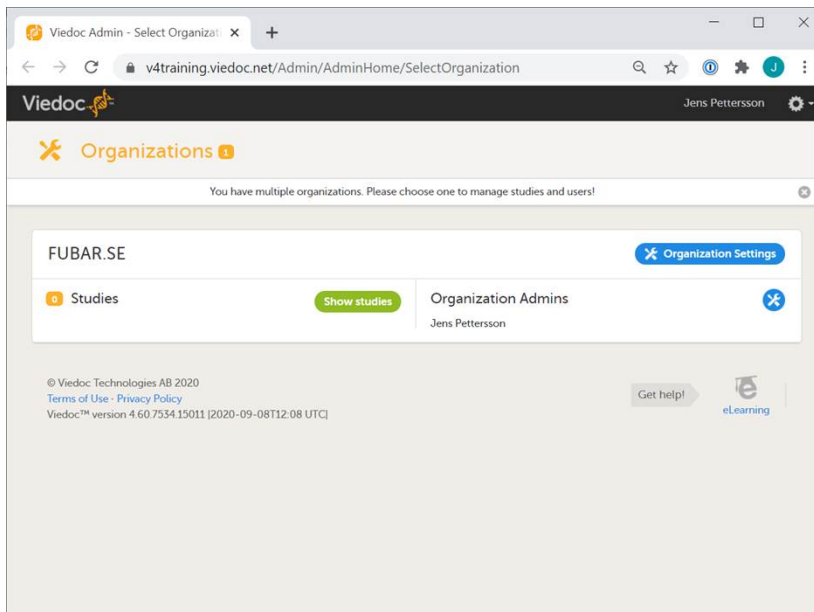 Viedoc Admin - Select Organizati
v4training.viedoc.net/Admin/AdminHome/SelectOrganization
J
Viedoc
Jens Pettersson
Organizations 1
You have multiple organizations. Please choose one to manage studies and users!
FUBAR.SE
Organization Settings
0 Studies
Show studies
Organization Admins
Jens Pettersson
© Viedoc Technologies AB 2020
Terms of Use · Privacy Policy
Viedoc™ version 4.60.7534.15011 [2020-09-08T12:08 UTC]
Get help!
eLearning